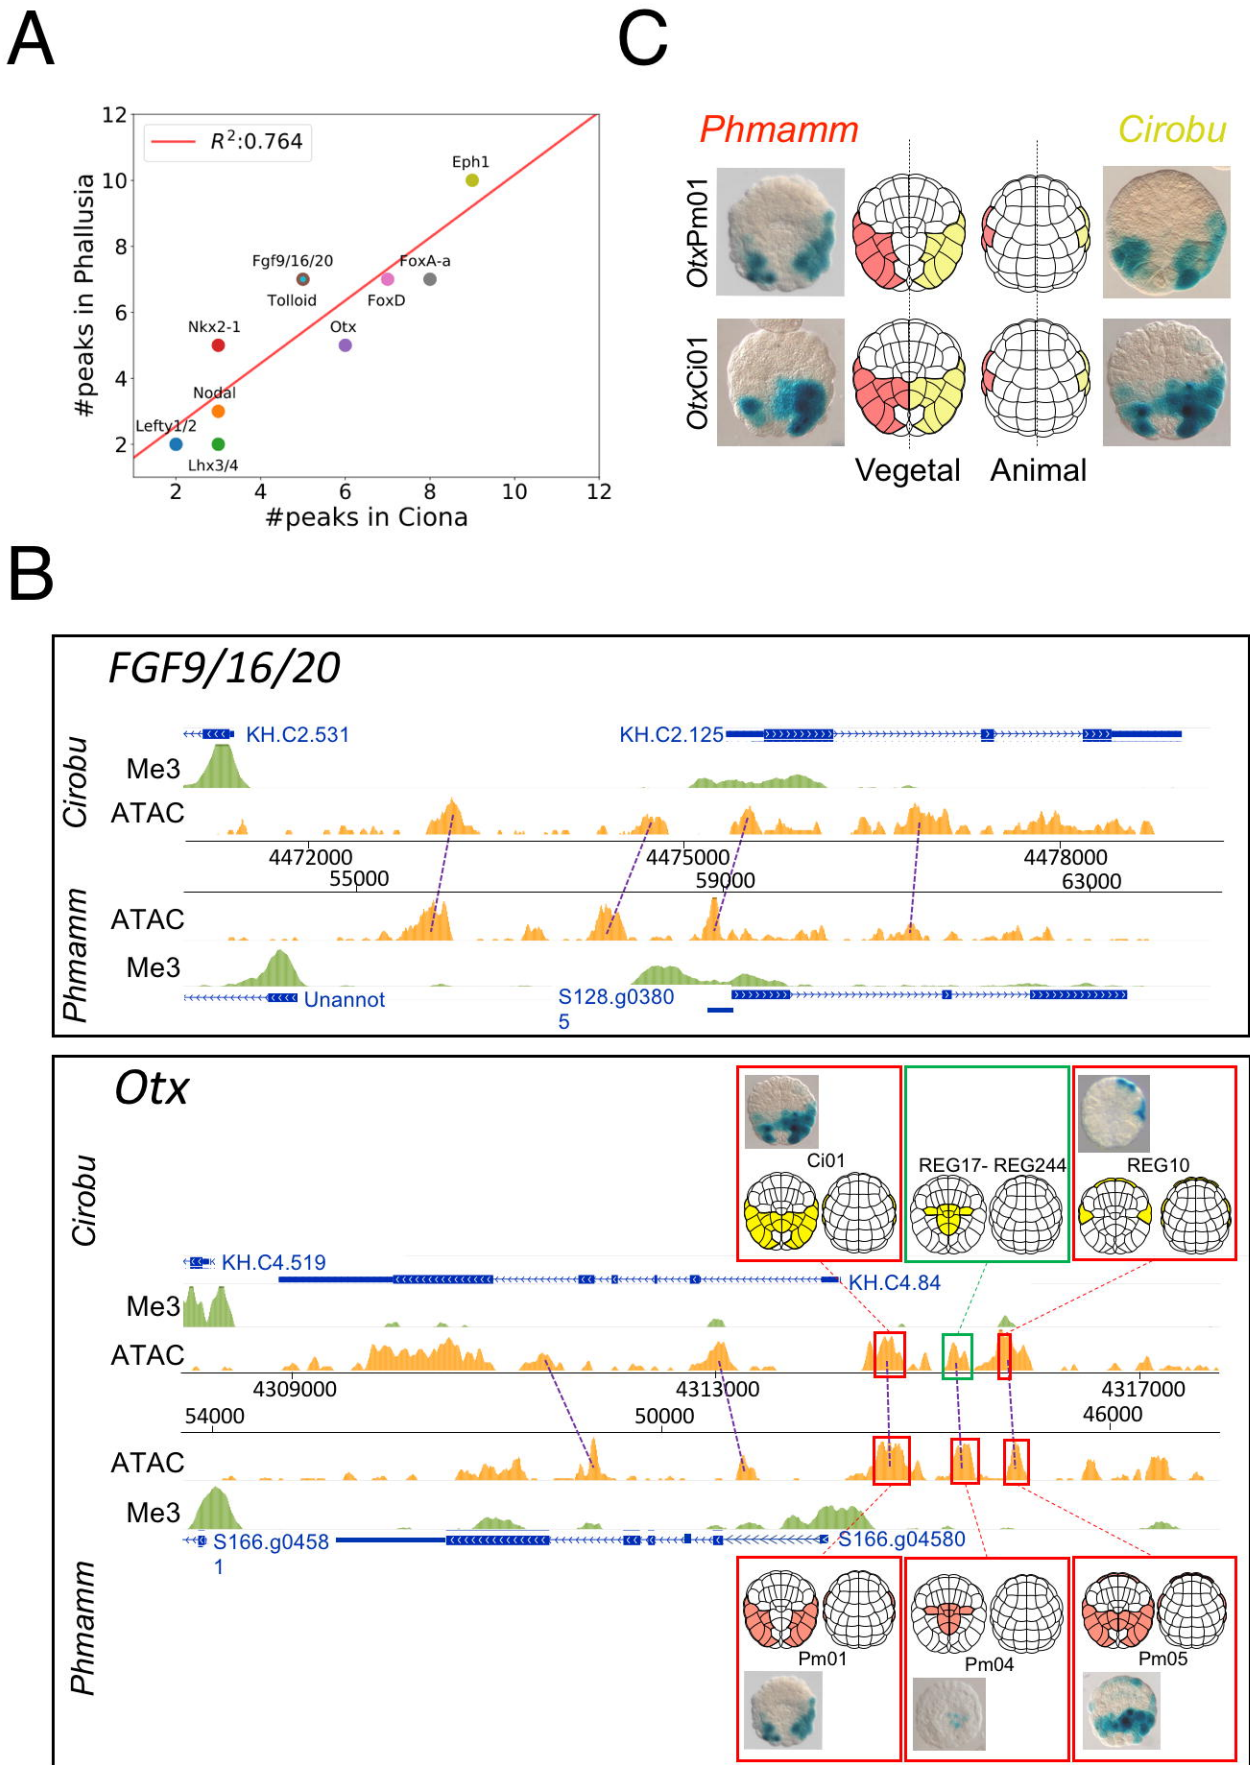 A
12
10
8
6
4
2
2
4
6
8
10
12
#peaks in Phallusia
#peaks in Ciona
R²:0.764
Eph1
Fgf9/16/20
FoxA-a
Tolloid
FoxD
Nkx2-1
Otx
Nodal
Lefty1/2
Lhx3/4
C
Phmamm
Cirobu
OtxPm01
OtxCi01
Vegetal
Animal
B
FGF9/16/20
Cirobu
KH.C2.531
KH.C2.125
Me3
ATAC
4472000
4475000
4478000
55000
59000
63000
Phmamm
ATAC
Me3
Unannot
S128.g0380
5
Otx
Ci01
REG17- REG244
REG10
Cirobu
KH.C4.519
KH.C4.84
Me3
ATAC
4309000
4313000
4317000
54000
50000
46000
ATAC
Me3
S166.g0458
1
S166.g04580
Phmamm
Pm01
Pm04
Pm05